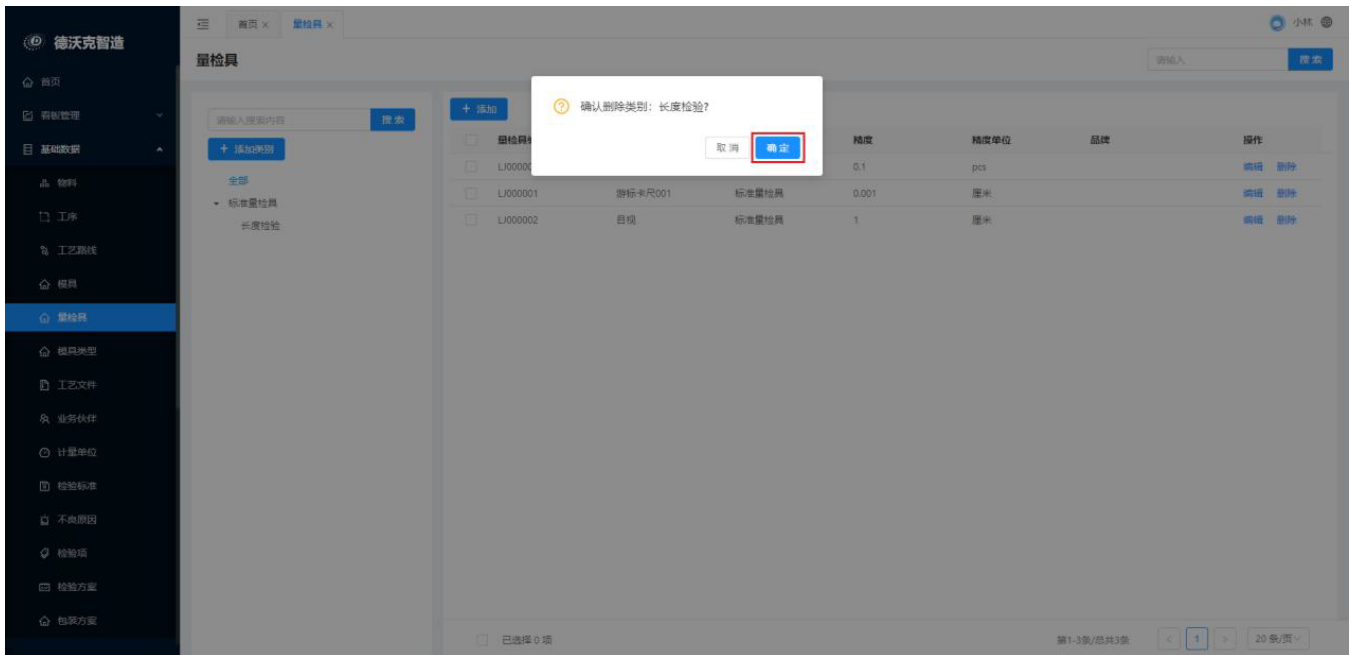 德沃克智造
首页
看板管理
基础数据
物料
工序
工艺路线
模具
量检具
模具类型
工艺文件
业务伙伴
计量单位
检验标准
不良原因
检验项
检验方案
包装方案
首页 × 量检具 ×
小林
量检具
请输入 搜索
请输入搜索内容 搜索
+ 添加类别
全部
标准量检具
长度检验
+ 添加
确认删除类别：长度检验?
取消 确定
量检具 精度 精度单位 品牌 操作
LJ00000 0.1 pcs 编辑 删除
LJ000001 游标卡尺001 标准量检具 0.001 厘米 编辑 删除
LJ000002 目视 标准量检具 1 厘米 编辑 删除
已选择 0 项
第1-3条/总共3条 < 1 > 20 条/页